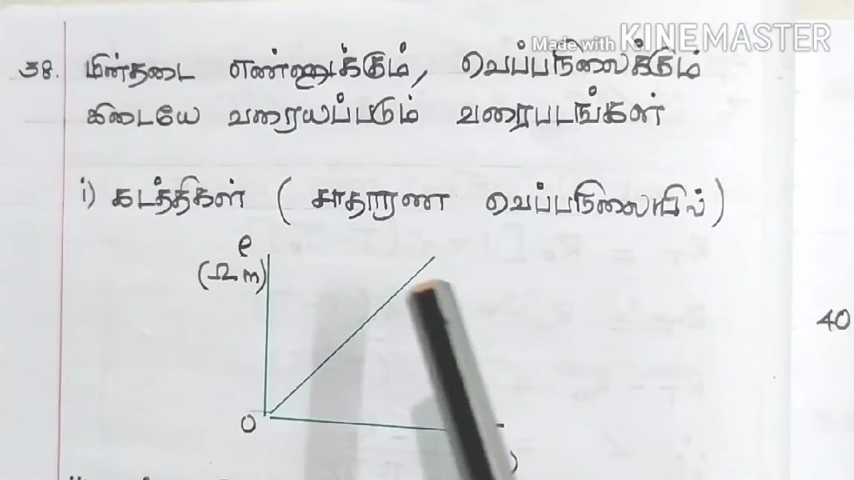 Made with KINEMASTER
38. மின்தடை எண்ணுக்கும், வெப்பநிலைக்கும்
இடையே வரையப்படும் வரைபடங்கள்
i) கடத்திகள் ( சாதாரண வெப்பநிலையில் )
ρ
(Ω m)
40
0
)